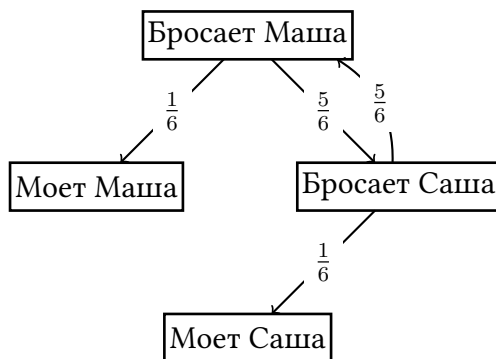 Бросает Маша
1/6
5/6
5/6
Моет Маша
Бросает Саша
1/6
Моет Саша